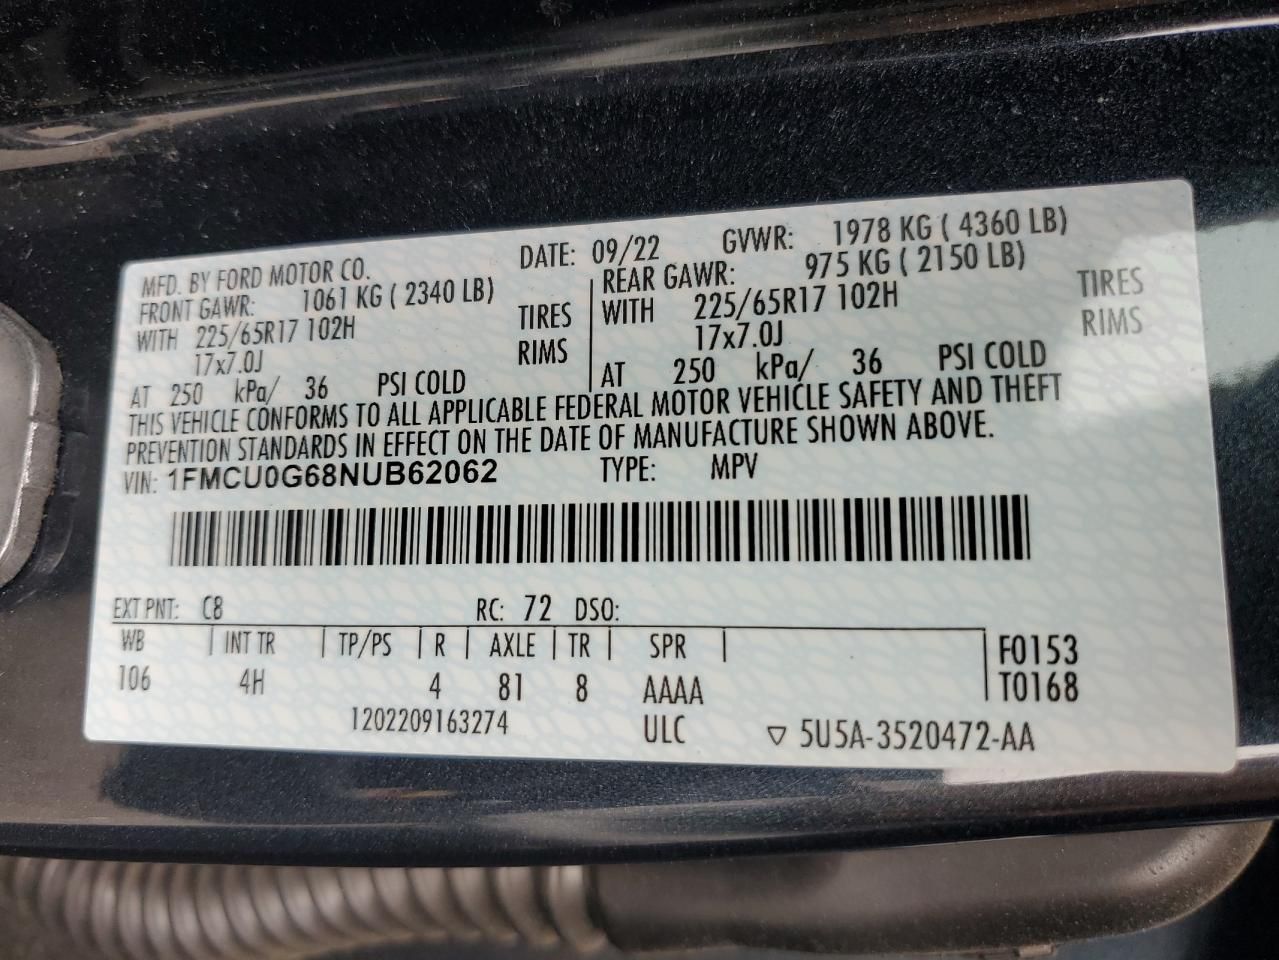 MFD. BY FORD MOTOR CO. DATE: 09/22 GVWR: 1978 KG ( 4360 LB)
FRONT GAWR: 1061 KG ( 2340 LB) REAR GAWR: 975 KG ( 2150 LB)
WITH 225/65R17 102H TIRES WITH 225/65R17 102H TIRES
17x7.0J RIMS 17x7.0J RIMS
AT 250 kPa/ 36 PSI COLD AT 250 kPa/ 36 PSI COLD
THIS VEHICLE CONFORMS TO ALL APPLICABLE FEDERAL MOTOR VEHICLE SAFETY AND THEFT
PREVENTION STANDARDS IN EFFECT ON THE DATE OF MANUFACTURE SHOWN ABOVE.
VIN: 1FMCU0G68NUB62062 TYPE: MPV
EXT PNT: C8 RC: 72 DSO:
WB | INT TR | TP/PS | R | AXLE | TR | SPR | F0153
106 4H 4 81 8 AAAA T0168
1202209163274 ULC ▽ 5U5A-3520472-AA